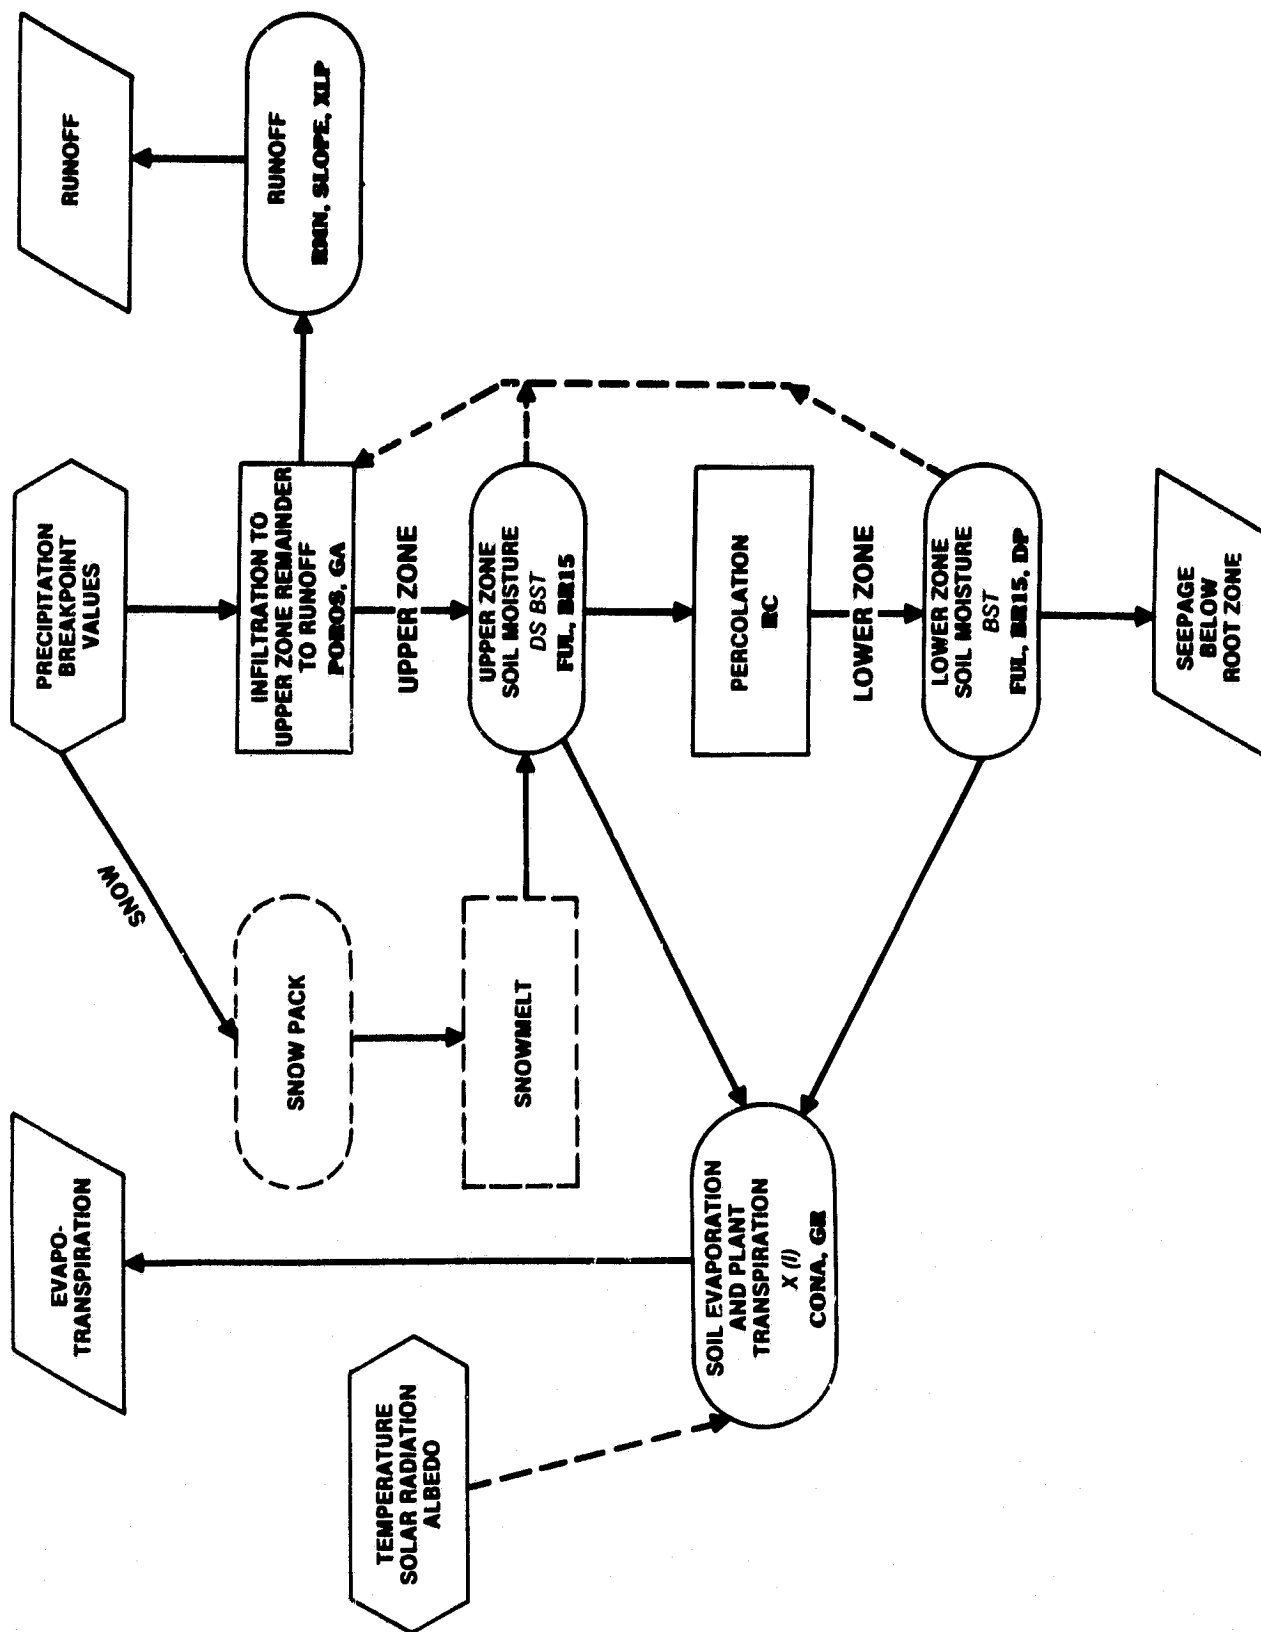 EVAPO-
TRANSPIRATION
PRECIPITATION
BREAKPOINT
VALUES
RUNOFF
SNOW
SNOW PACK
INFILTRATION TO
UPPER ZONE REMAINDER
TO RUNOFF
POROS, GA
RUNOFF
RMN, SLOPE, XLP
TEMPERATURE
SOLAR RADIATION
ALBEDO
UPPER ZONE
SNOWMELT
UPPER ZONE
SOIL MOISTURE
DS BST
FUL, BR15
SOIL EVAPORATION
AND PLANT
TRANSPIRATION
X (I)
CONA, GR
PERCOLATION
RC
LOWER ZONE
LOWER ZONE
SOIL MOISTURE
BST
FUL, BR15, DP
SEEPAGE
BELOW
ROOT ZONE